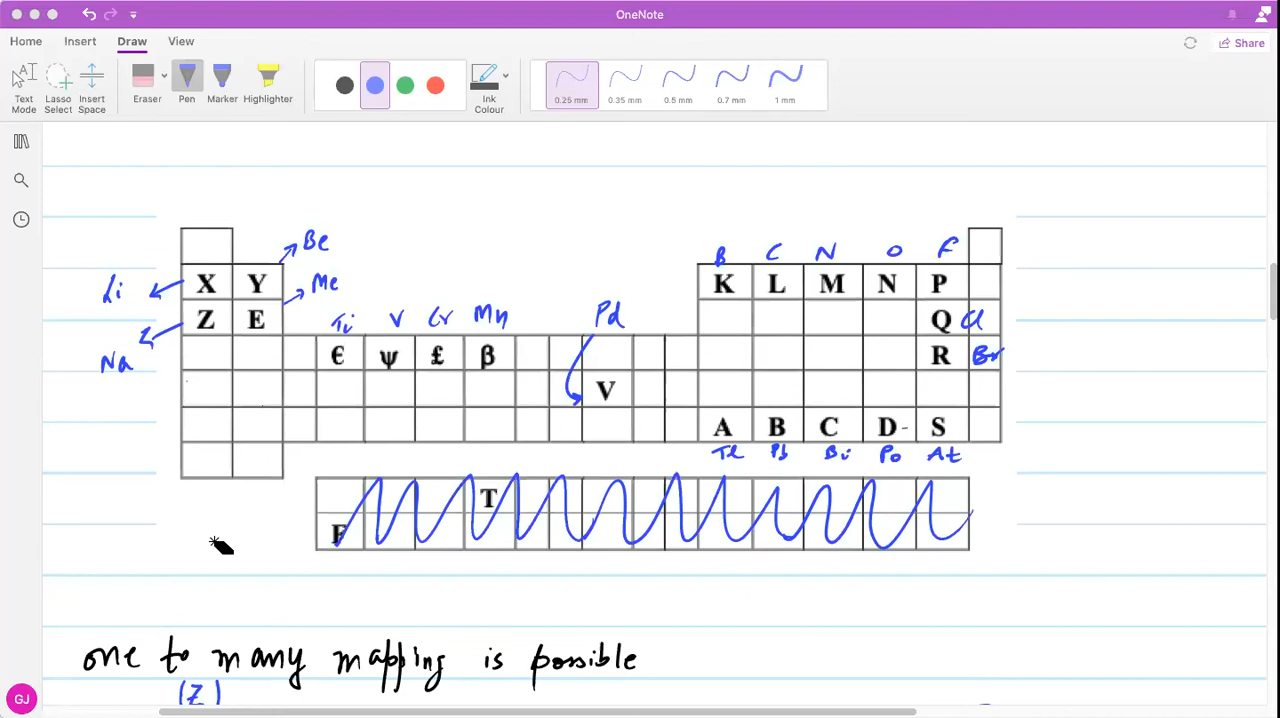 OneNote
Home Insert Draw View
Share
Text Mode
Lasso Select
Insert Space
Eraser
Pen
Marker
Highlighter
Ink Colour
0.25 mm 0.35 mm 0.5 mm 0.7 mm 1 mm
Be
B C N O F
Li X Y Me K L M N P
Na Z E Ti V Cr Mn Pd Q Cl
€ ψ £ β R Br
V
A B C D - S
Tl Pb Bi Po At
T
F
one to many mapping is possible
(Z)
GJ